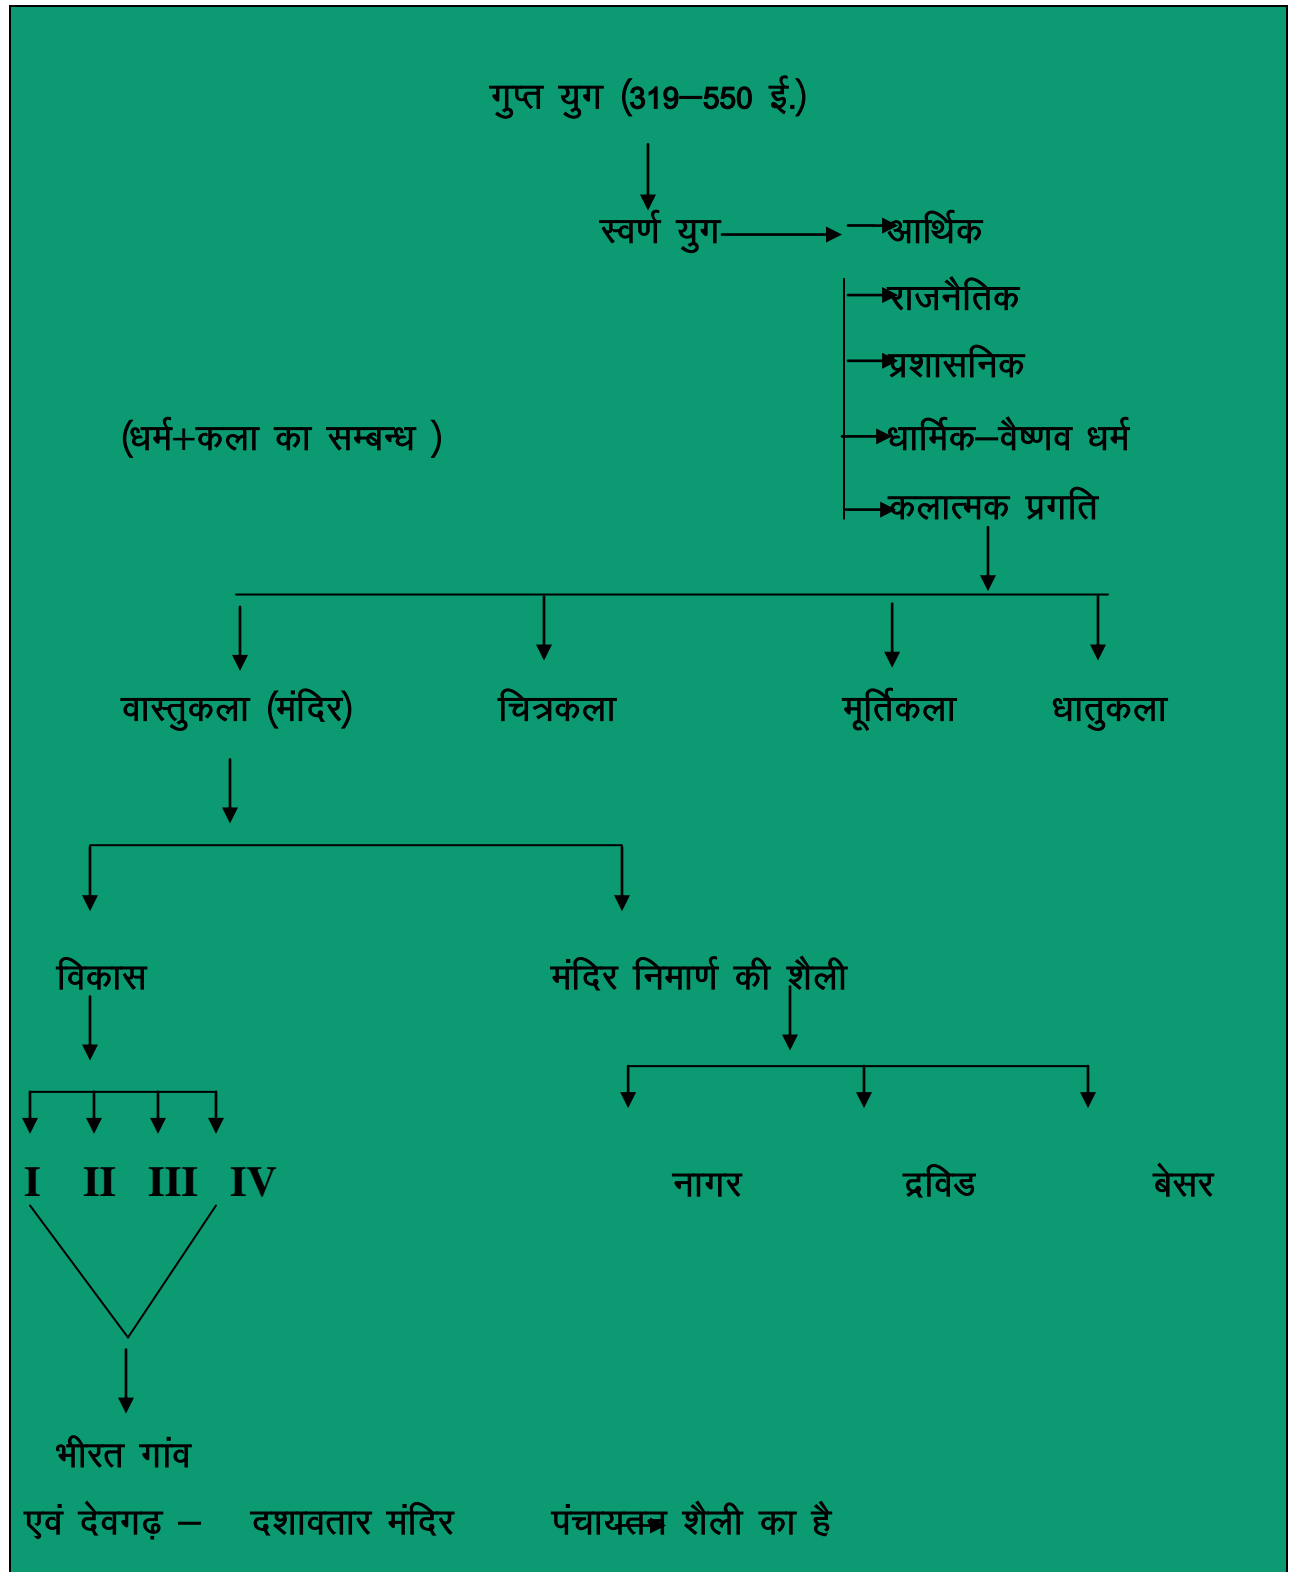 गुप्त युग (319–550 ई.)
स्वर्ण युग आर्थिक
राजनैतिक
प्रशासनिक
(धर्म+कला का सम्बन्ध ) धार्मिक–वैष्णव धर्म
कलात्मक प्रगति
वास्तुकला (मंदिर) चित्रकला मूर्तिकला धातुकला
विकास मंदिर निमार्ण की शैली
I II III IV नागर द्रविड बेसर
भीरत गांव
एवं देवगढ़ – दशावतार मंदिर पंचायतन शैली का है